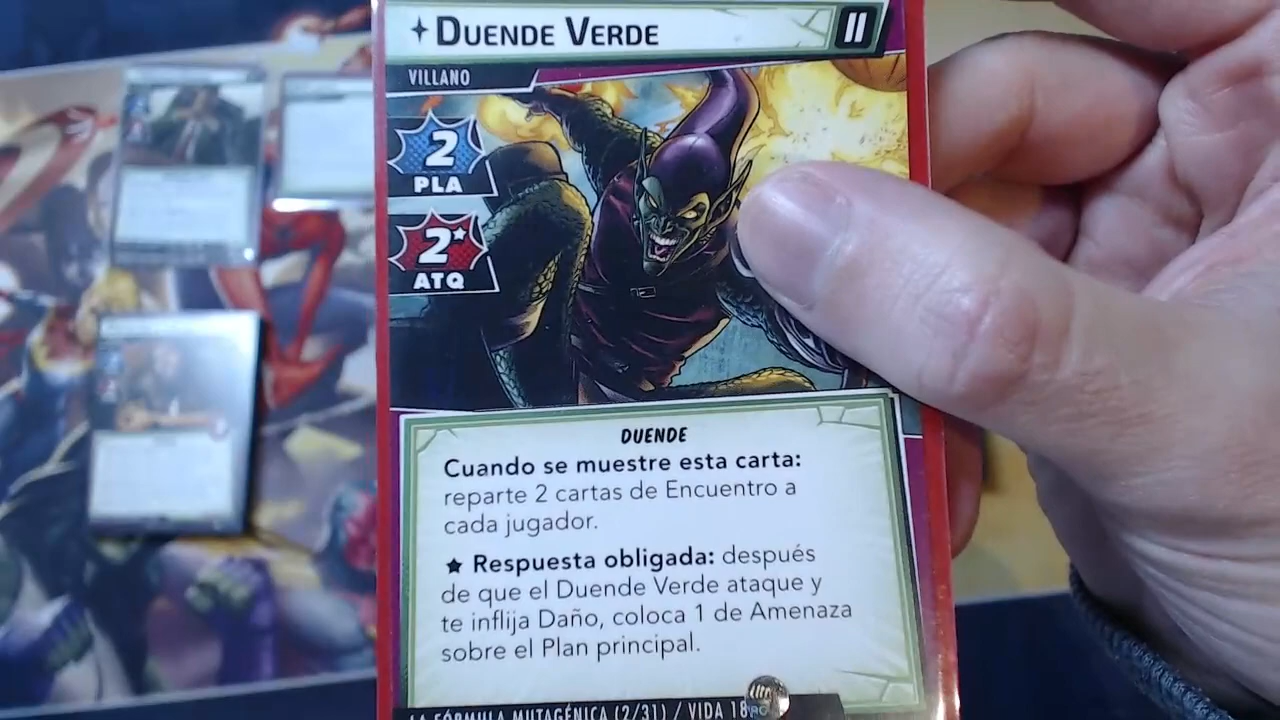 DUENDE VERDE
II
VILLANO
2
PLA
2*
ATQ
DUENDE
Cuando se muestre esta carta:
reparte 2 cartas de Encuentro a
cada jugador.
★ Respuesta obligada: después
de que el Duende Verde ataque y
te inflija Daño, coloca 1 de Amenaza
sobre el Plan principal.
LA FÓRMULA MUTAGÉNICA (2/31) / VIDA 18